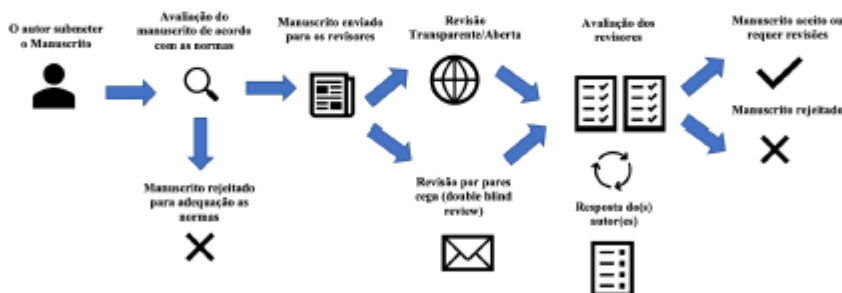 O autor submeter
o Manuscrito
Avaliação do
manuscrito de acordo
com as normas
Manuscrito rejeitado
para adequação as
normas
Manuscrito enviado
para os revisores
Revisão
Transparente/Aberta
Revisão por pares
cega (double blind
review)
Avaliação dos
revisores
Resposta do(s)
autor(es)
Manuscrito aceito ou
requer revisões
Manuscrito rejeitado